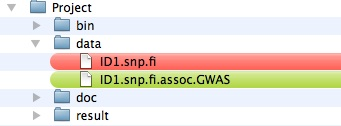 Project
bin
data
ID1.snp.fi
ID1.snp.fi.assoc.GWAS
doc
result